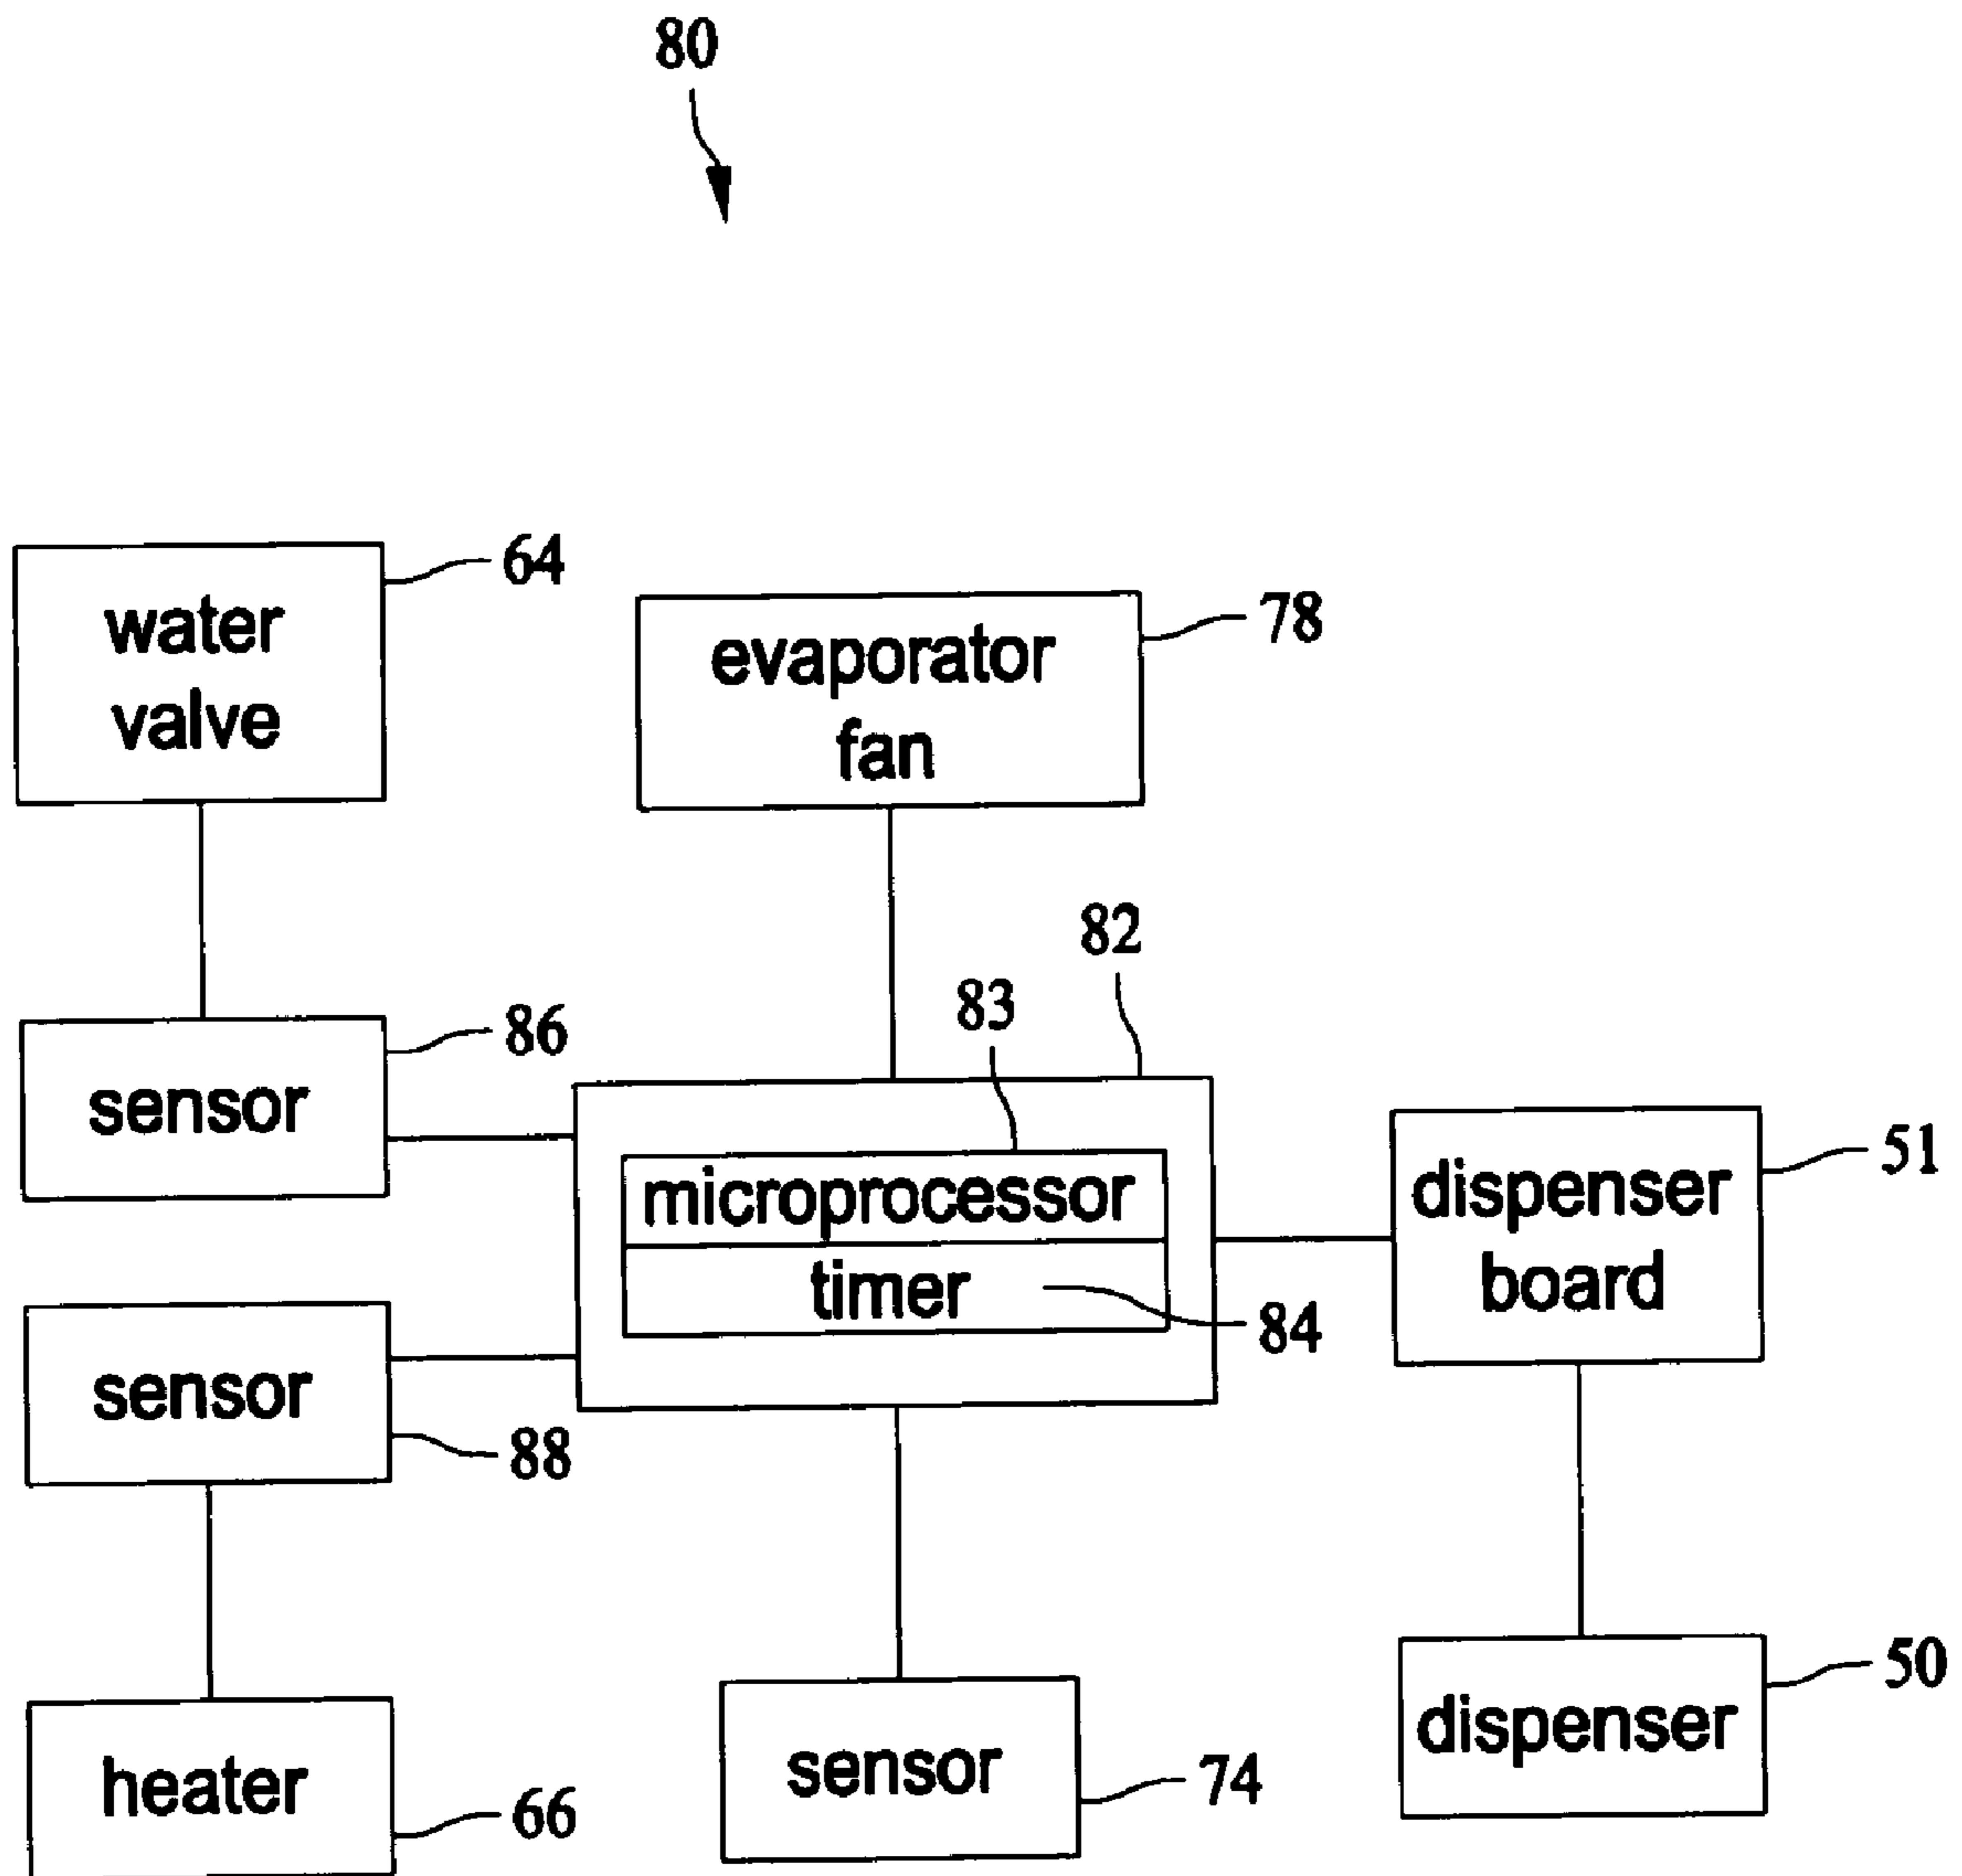 80
water
valve
64
evaporator
fan
78
82
83
sensor
86
microprocessor
timer
84
dispenser
board
51
sensor
88
heater
66
sensor
74
dispenser
50